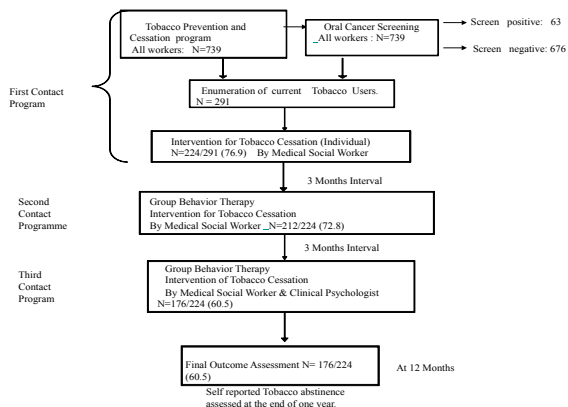 Tobacco Prevention and
Cessation program
All workers: N=739
Oral Cancer Screening
All workers : N=739
Screen positive: 63
Screen negative: 676
First Contact
Program
Enumeration of current Tobacco Users.
N = 291
Intervention for Tobacco Cessation (Individual)
N=224/291 (76.9) By Medical Social Worker
3 Months Interval
Second
Contact
Programme
Group Behavior Therapy
Intervention for Tobacco Cessation
By Medical Social Worker N=212/224 (72.8)
3 Months Interval
Third
Contact
Program
Group Behavior Therapy
Intervention of Tobacco Cessation
By Medical Social Worker & Clinical Psychologist
N=176/224 (60.5)
Final Outcome Assessment N= 176/224
(60.5)
At 12 Months
Self reported Tobacco abstinence
assessed at the end of one year.